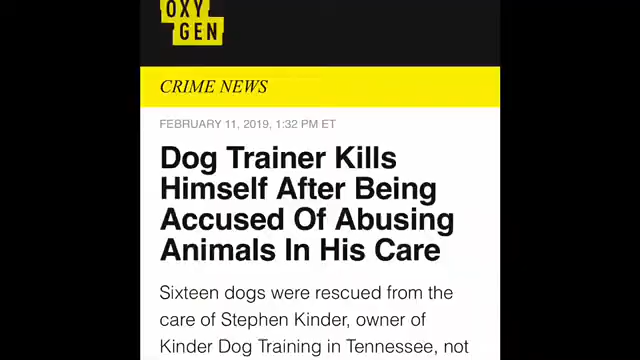 OXY
GEN
CRIME NEWS
FEBRUARY 11, 2019, 1:32 PM ET
Dog Trainer Kills
Himself After Being
Accused Of Abusing
Animals In His Care
Sixteen dogs were rescued from the
care of Stephen Kinder, owner of
Kinder Dog Training in Tennessee, not